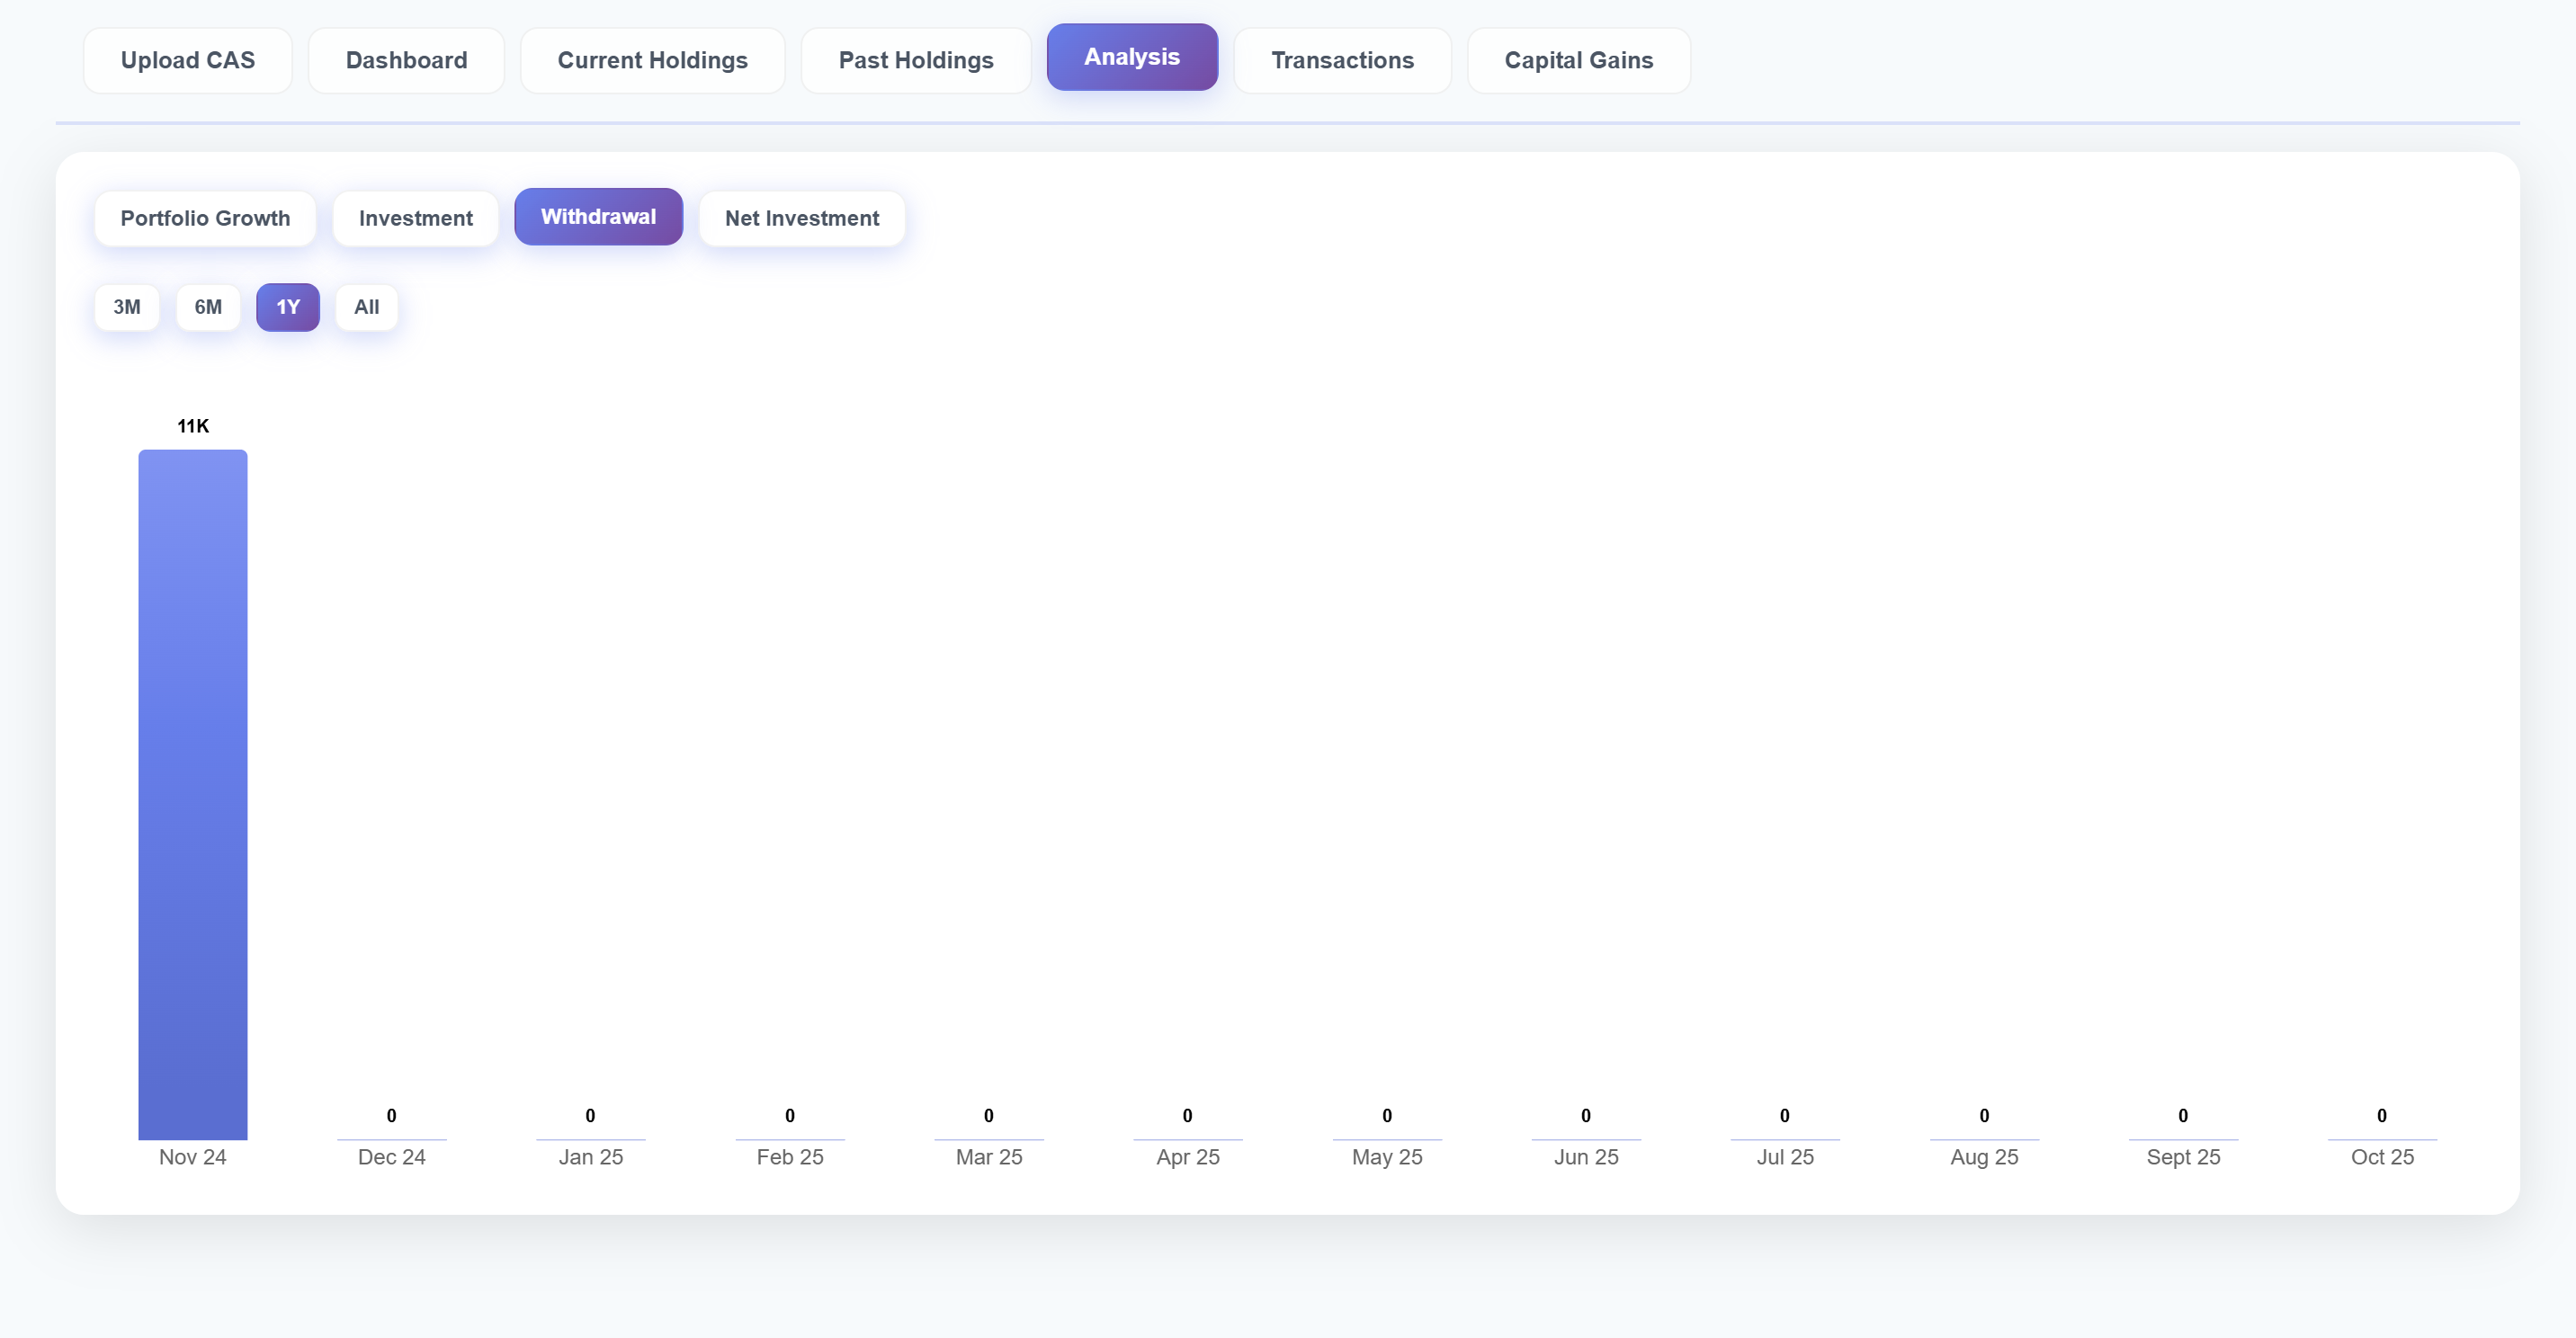 Upload CAS Dashboard Current Holdings Past Holdings Analysis Transactions Capital Gains
Portfolio Growth Investment Withdrawal Net Investment
3M 6M 1Y All
11K
0 0 0 0 0 0 0 0 0 0 0
Nov 24 Dec 24 Jan 25 Feb 25 Mar 25 Apr 25 May 25 Jun 25 Jul 25 Aug 25 Sept 25 Oct 25